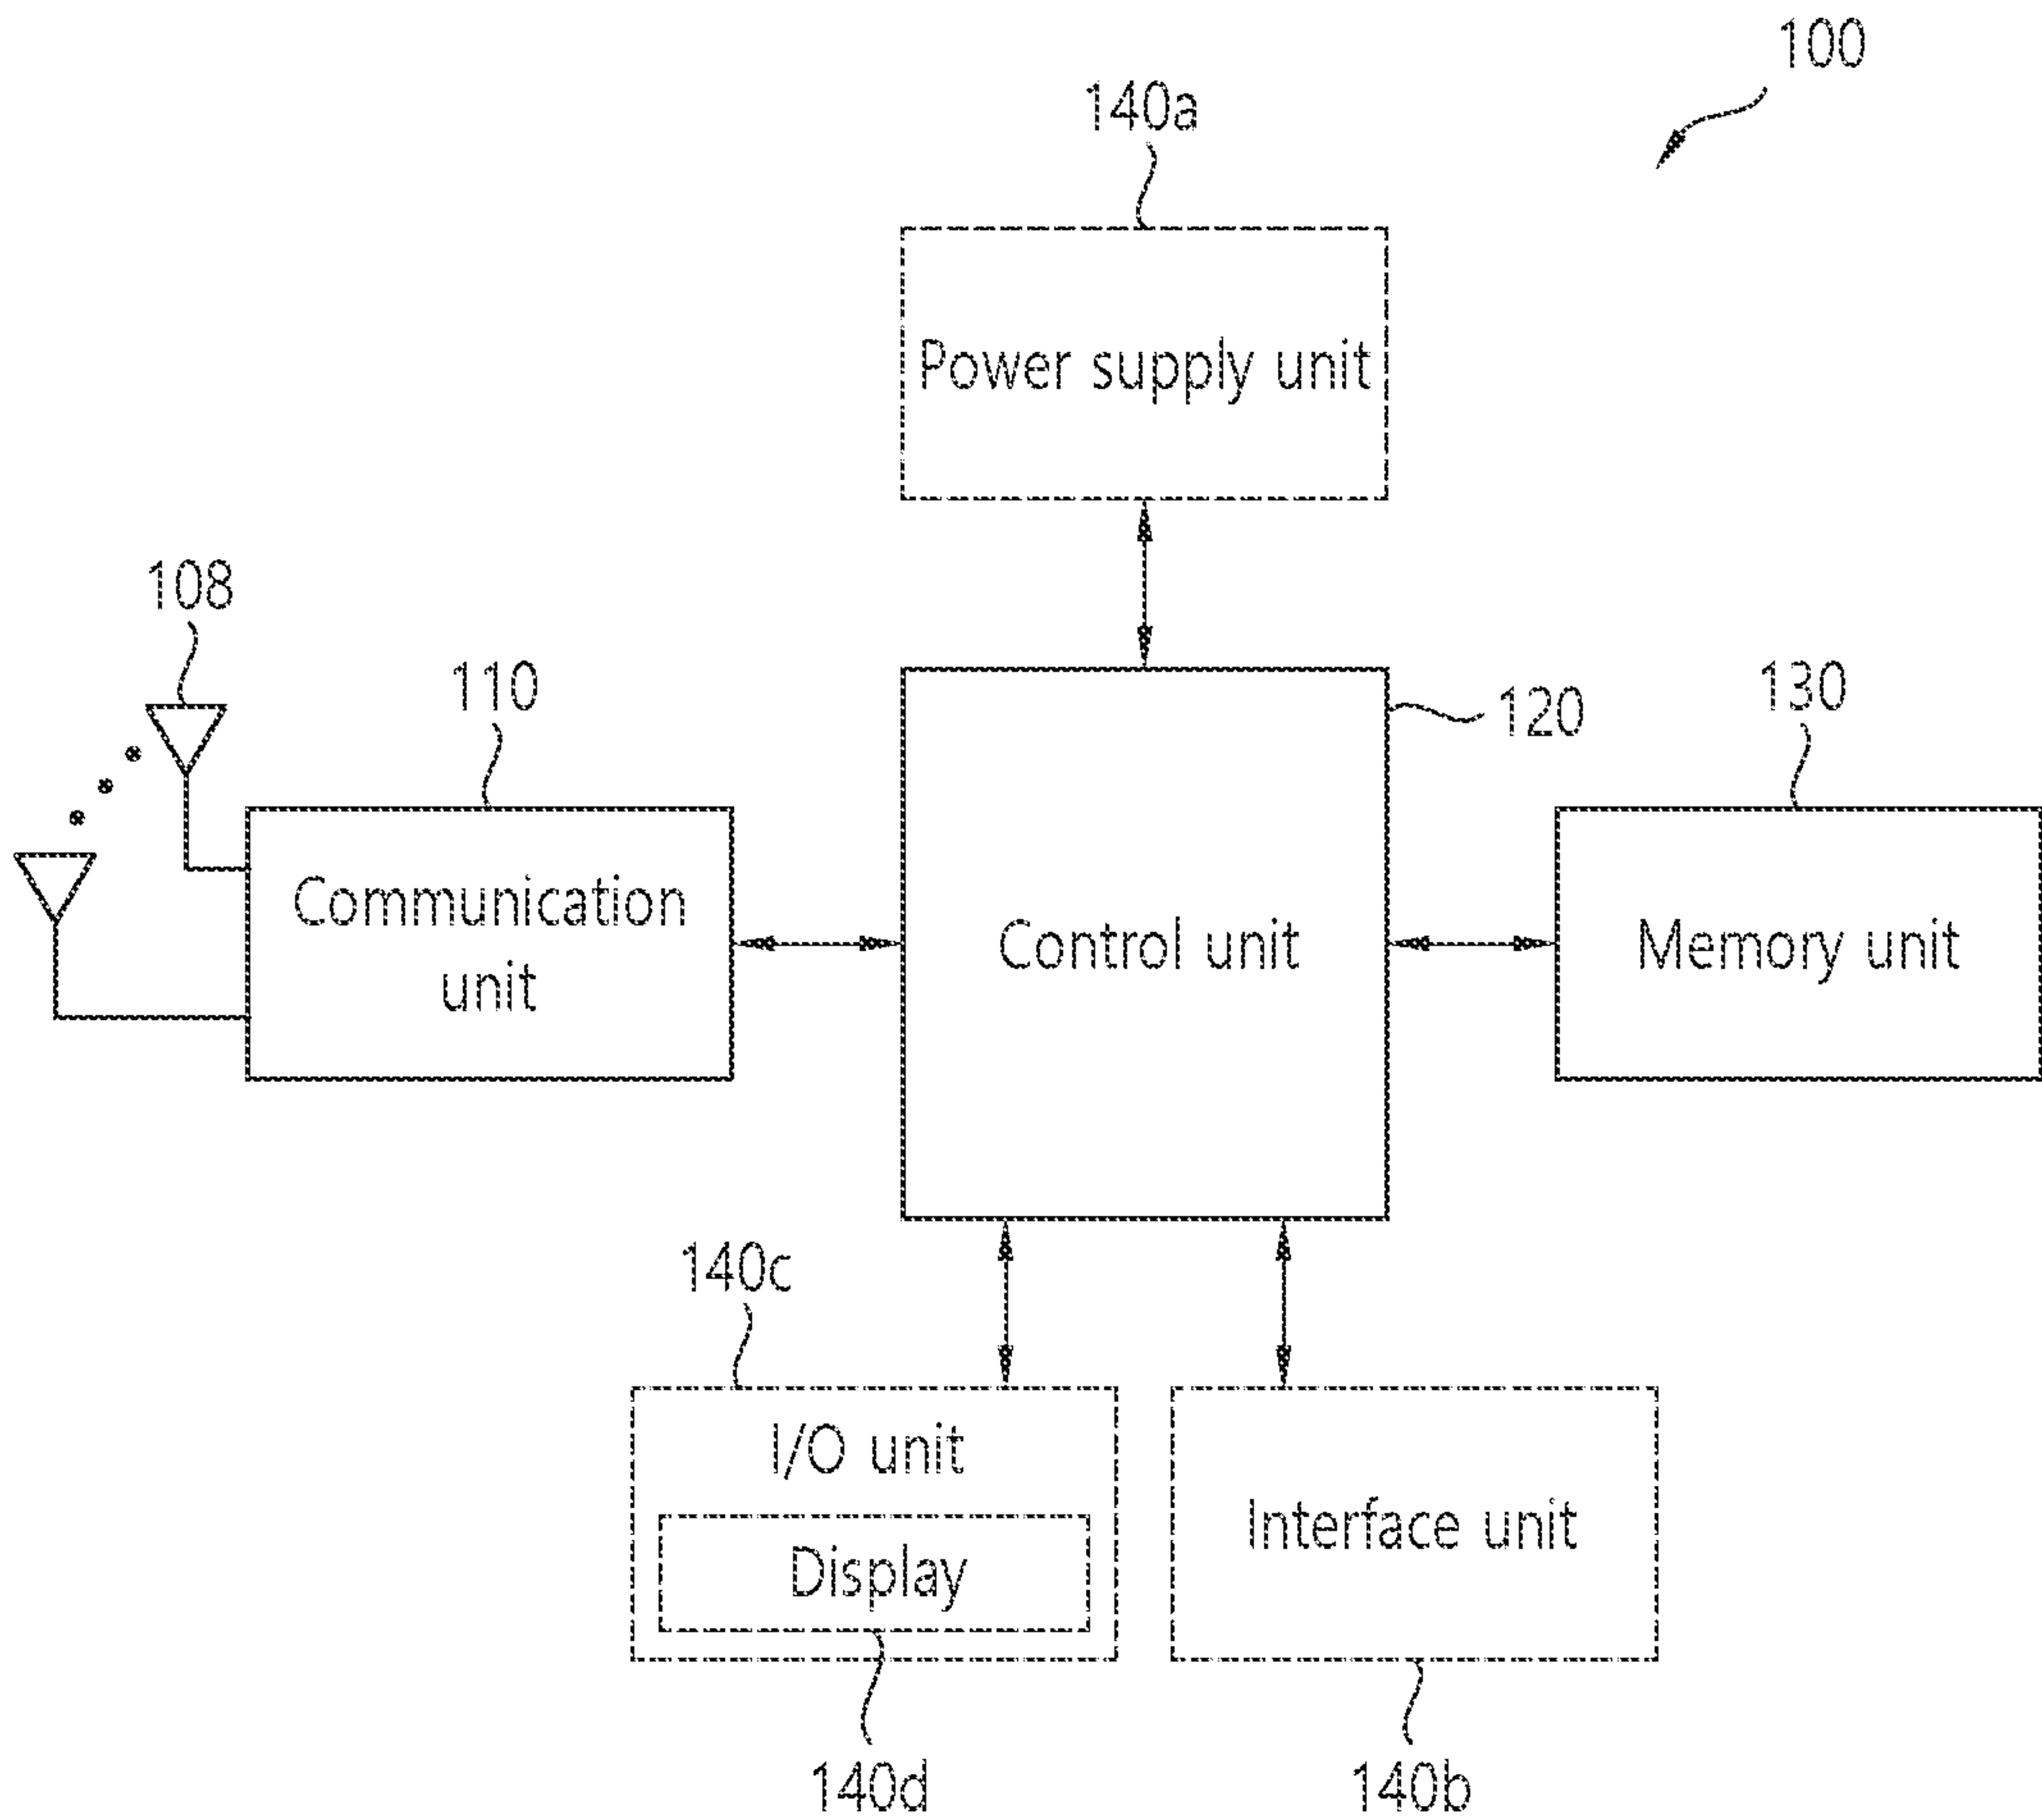 100
140a
Power supply unit
108
110
120
130
Communication
unit
Control unit
Memory unit
140c
I/O unit
Display
Interface unit
140d
140b